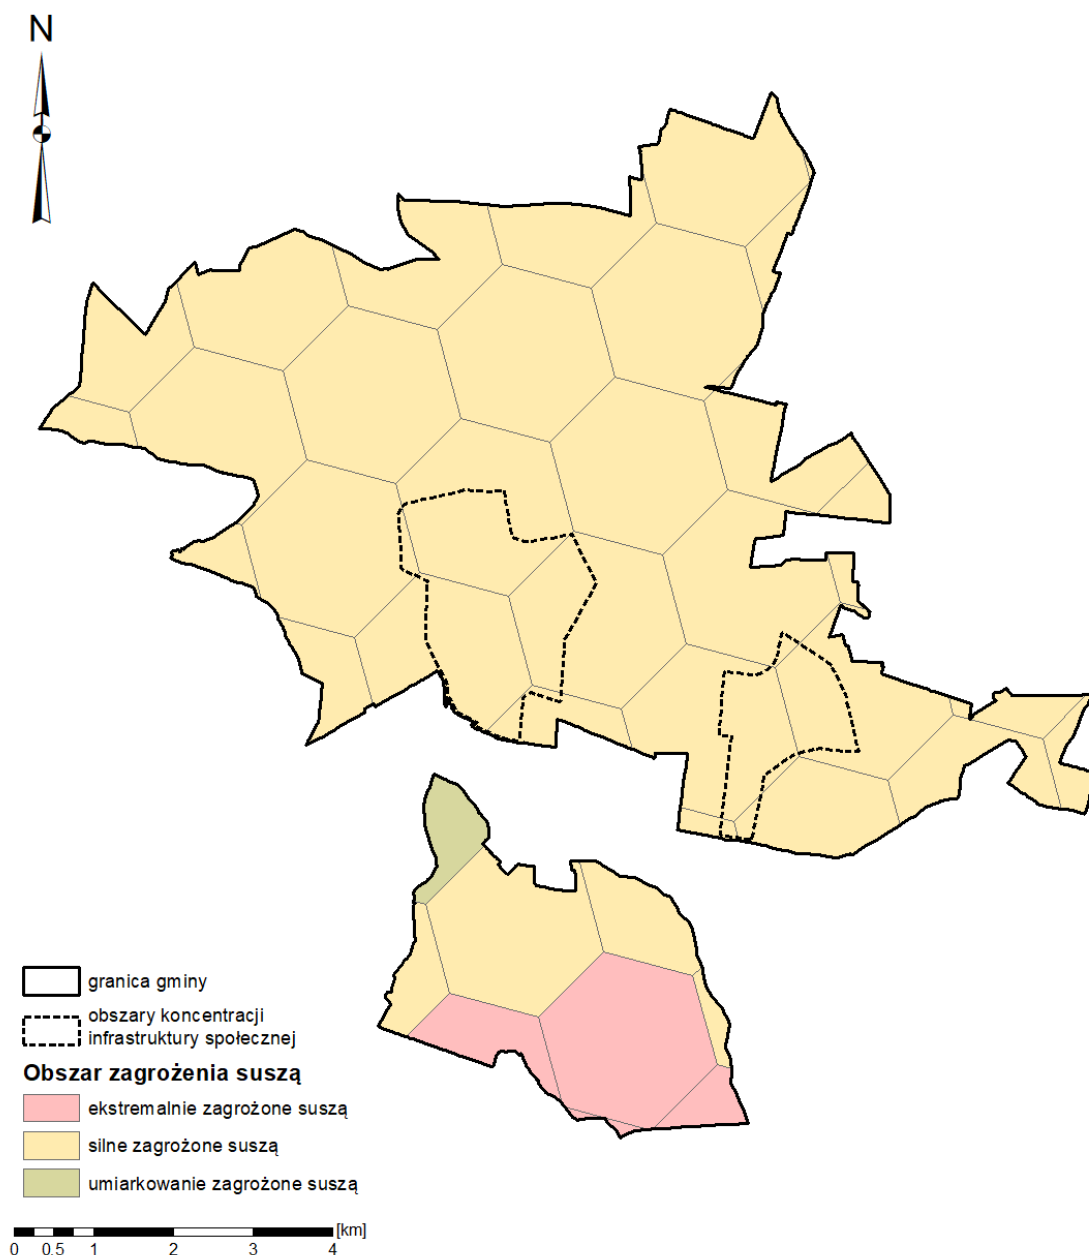 N
granica gminy
obszary koncentracji
infrastruktury społecznej
Obszar zagrożenia suszą
ekstremalnie zagrożone suszą
silne zagrożone suszą
umiarkowanie zagrożone suszą
[km]
0 0.5 1 2 3 4